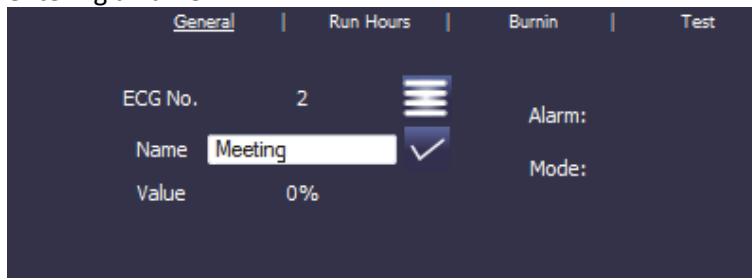 General | Run Hours | Burnin | Test
ECG No. 2
Alarm:
Name Meeting
Mode:
Value 0%